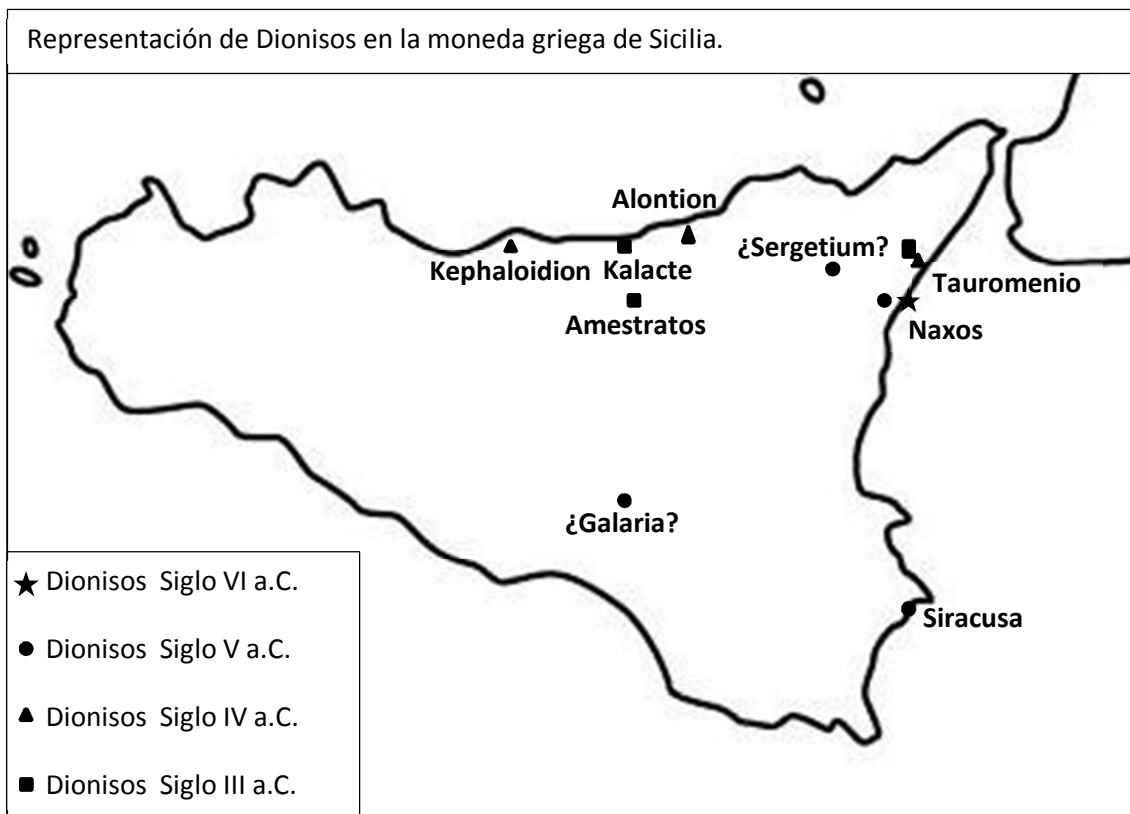 Representación de Dionisos en la moneda griega de Sicilia.
Alontion
¿Sergetium?
Kephaloidion
Kalacte
Tauromenio
Amestratos
Naxos
¿Galaria?
Siracusa
Dionisos Siglo VI a.C.
Dionisos Siglo V a.C.
Dionisos Siglo IV a.C.
Dionisos Siglo III a.C.